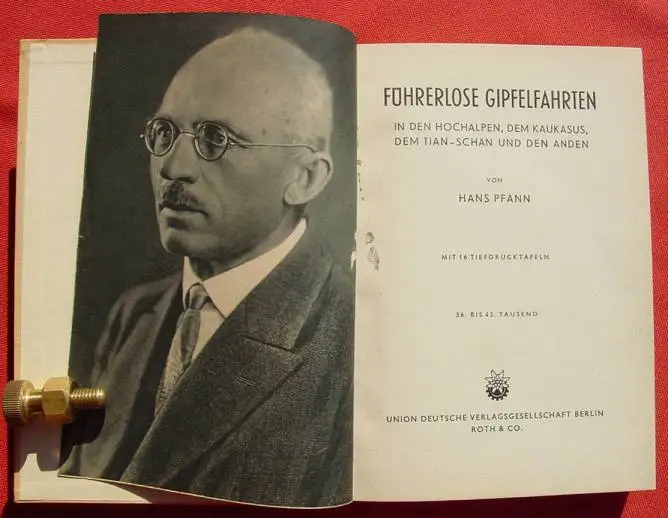 FÜHRERLOSE GIPFELFAHRTEN
IN DEN HOCHALPEN, DEM KAUKASUS,
DEM TIAN-SCHAN UND DEN ANDEN
VON
HANS PFANN
MIT 16 TIEFDRUCKTAFELN
36. BIS 45. TAUSEND
UNION DEUTSCHE VERLAGSGESELLSCHAFT BERLIN
ROTH & CO.